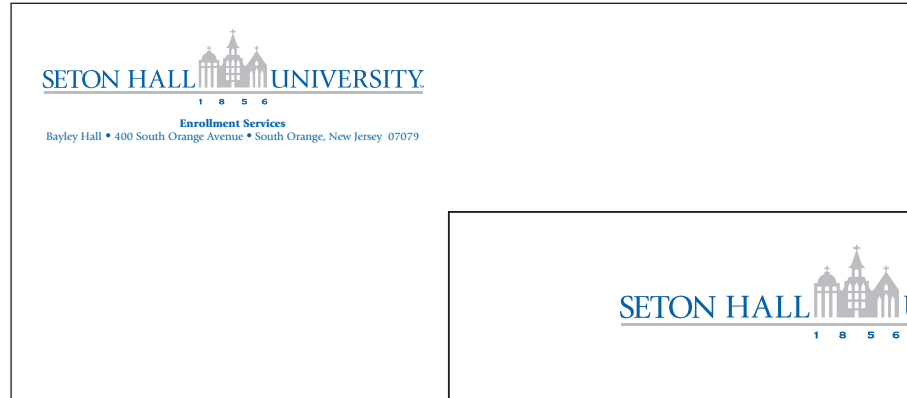 SETON HALL UNIVERSITY™
1 8 5 6
Enrollment Services
Bayley Hall • 400 South Orange Avenue • South Orange, New Jersey 07079
SETON HALL
1 8 5 6